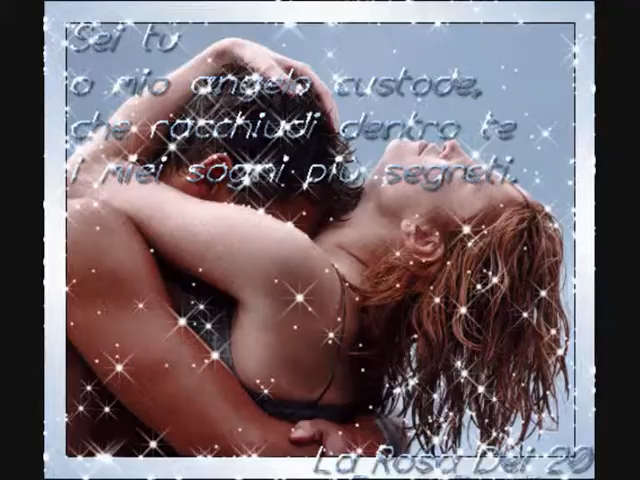 Sei tu
o mio angelo custode,
che racchiudi dentro te
i miei sogni più segreti.
La Rosa Del 20